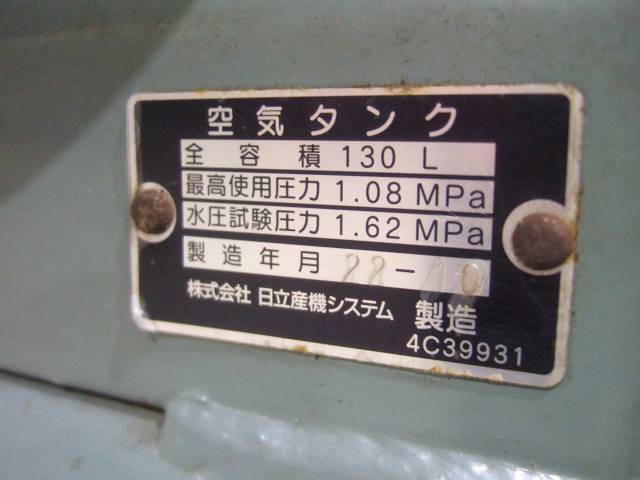 空気タンク
全容積 130 L
最高使用圧力 1.08 MPa
水圧試験圧力 1.62 MPa
製造年月 22-10
株式会社 日立産機システム 製造
4C39931